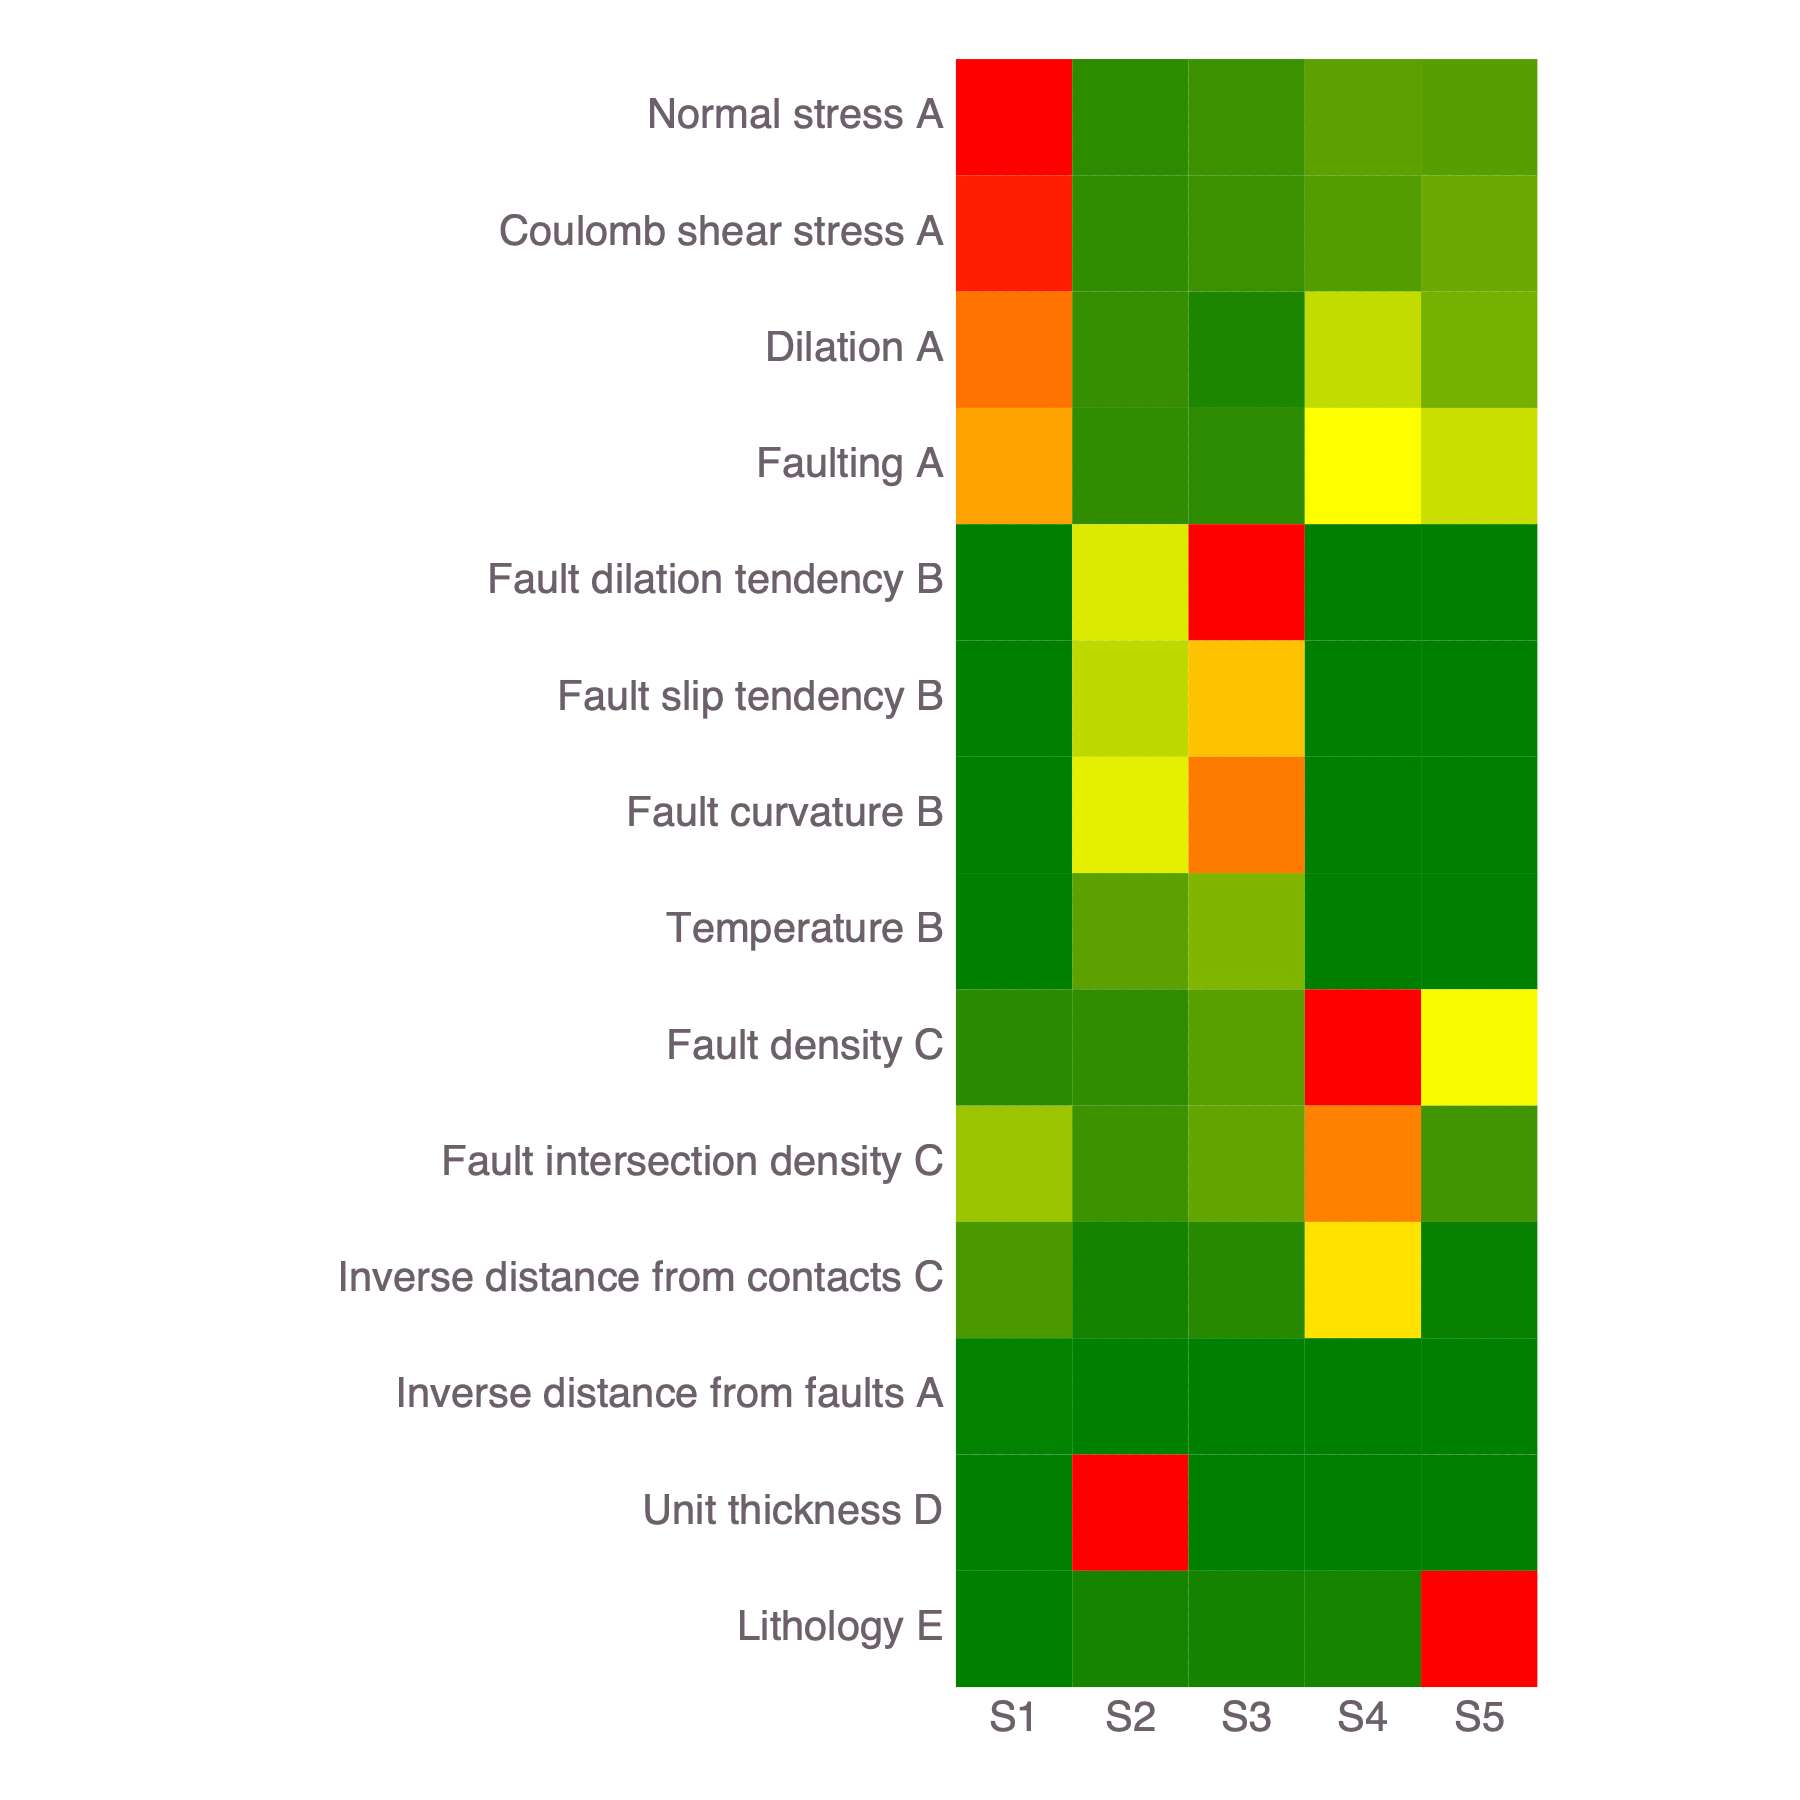 Normal stress A
Coulomb shear stress A
Dilation A
Faulting A
Fault dilation tendency B
Fault slip tendency B
Fault curvature B
Temperature B
Fault density C
Fault intersection density C
Inverse distance from contacts C
Inverse distance from faults A
Unit thickness D
Lithology E
S1 S2 S3 S4 S5